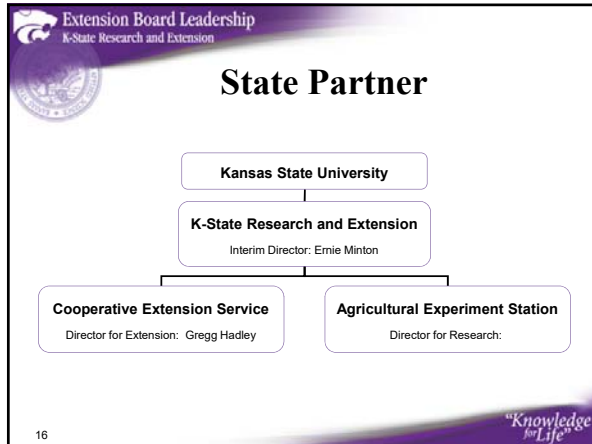 Extension Board Leadership
K-State Research and Extension
State Partner
Kansas State University
K-State Research and Extension
Interim Director: Ernie Minton
Cooperative Extension Service
Director for Extension: Gregg Hadley
Agricultural Experiment Station
Director for Research:
16
"Knowledge
for Life"